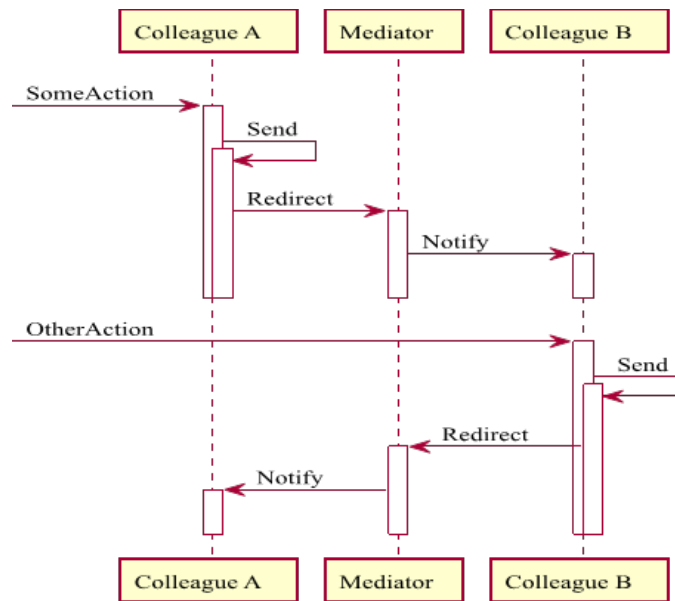 Colleague A
Mediator
Colleague B
SomeAction
Send
Redirect
Notify
OtherAction
Send
Redirect
Notify
Colleague A
Mediator
Colleague B